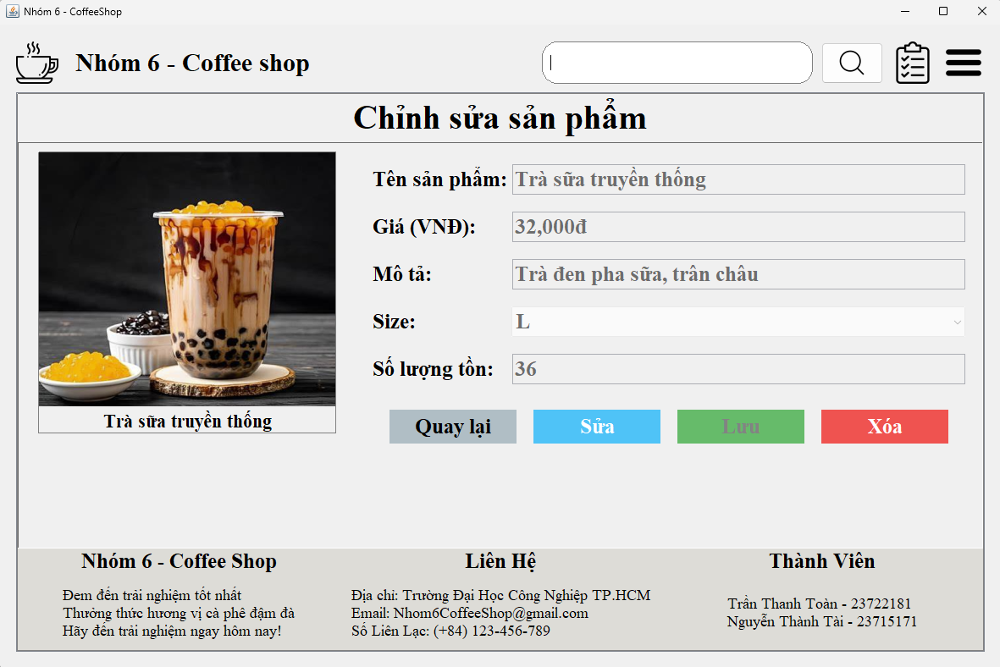 Nhóm 6 - CoffeeShop
Nhóm 6 - Coffee shop
Chỉnh sửa sản phẩm
Tên sản phẩm: Trà sữa truyền thống
Giá (VNĐ): 32,000đ
Mô tả: Trà đen pha sữa, trân châu
Size: L
Số lượng tồn: 36
Trà sữa truyền thống
Quay lại Sửa Lưu Xóa
Nhóm 6 - Coffee Shop
Đem đến trải nghiệm tốt nhất
Thưởng thức hương vị cà phê đậm đà
Hãy đến trải nghiệm ngay hôm nay!
Liên Hệ
Địa chỉ: Trường Đại Học Công Nghiệp TP.HCM
Email: Nhom6CoffeeShop@gmail.com
Số Liên Lạc: (+84) 123-456-789
Thành Viên
Trần Thanh Toàn - 23722181
Nguyễn Thành Tài - 23715171